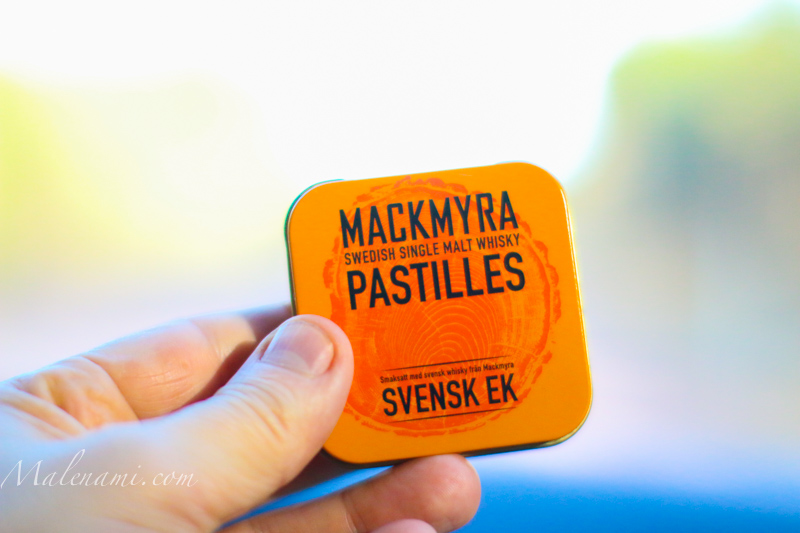 MACKMYRA
SWEDISH SINGLE MALT WHISKY
PASTILLES
Smaksatt med svensk whisky från Mackmyra
SVENSK EK
Malenami.com